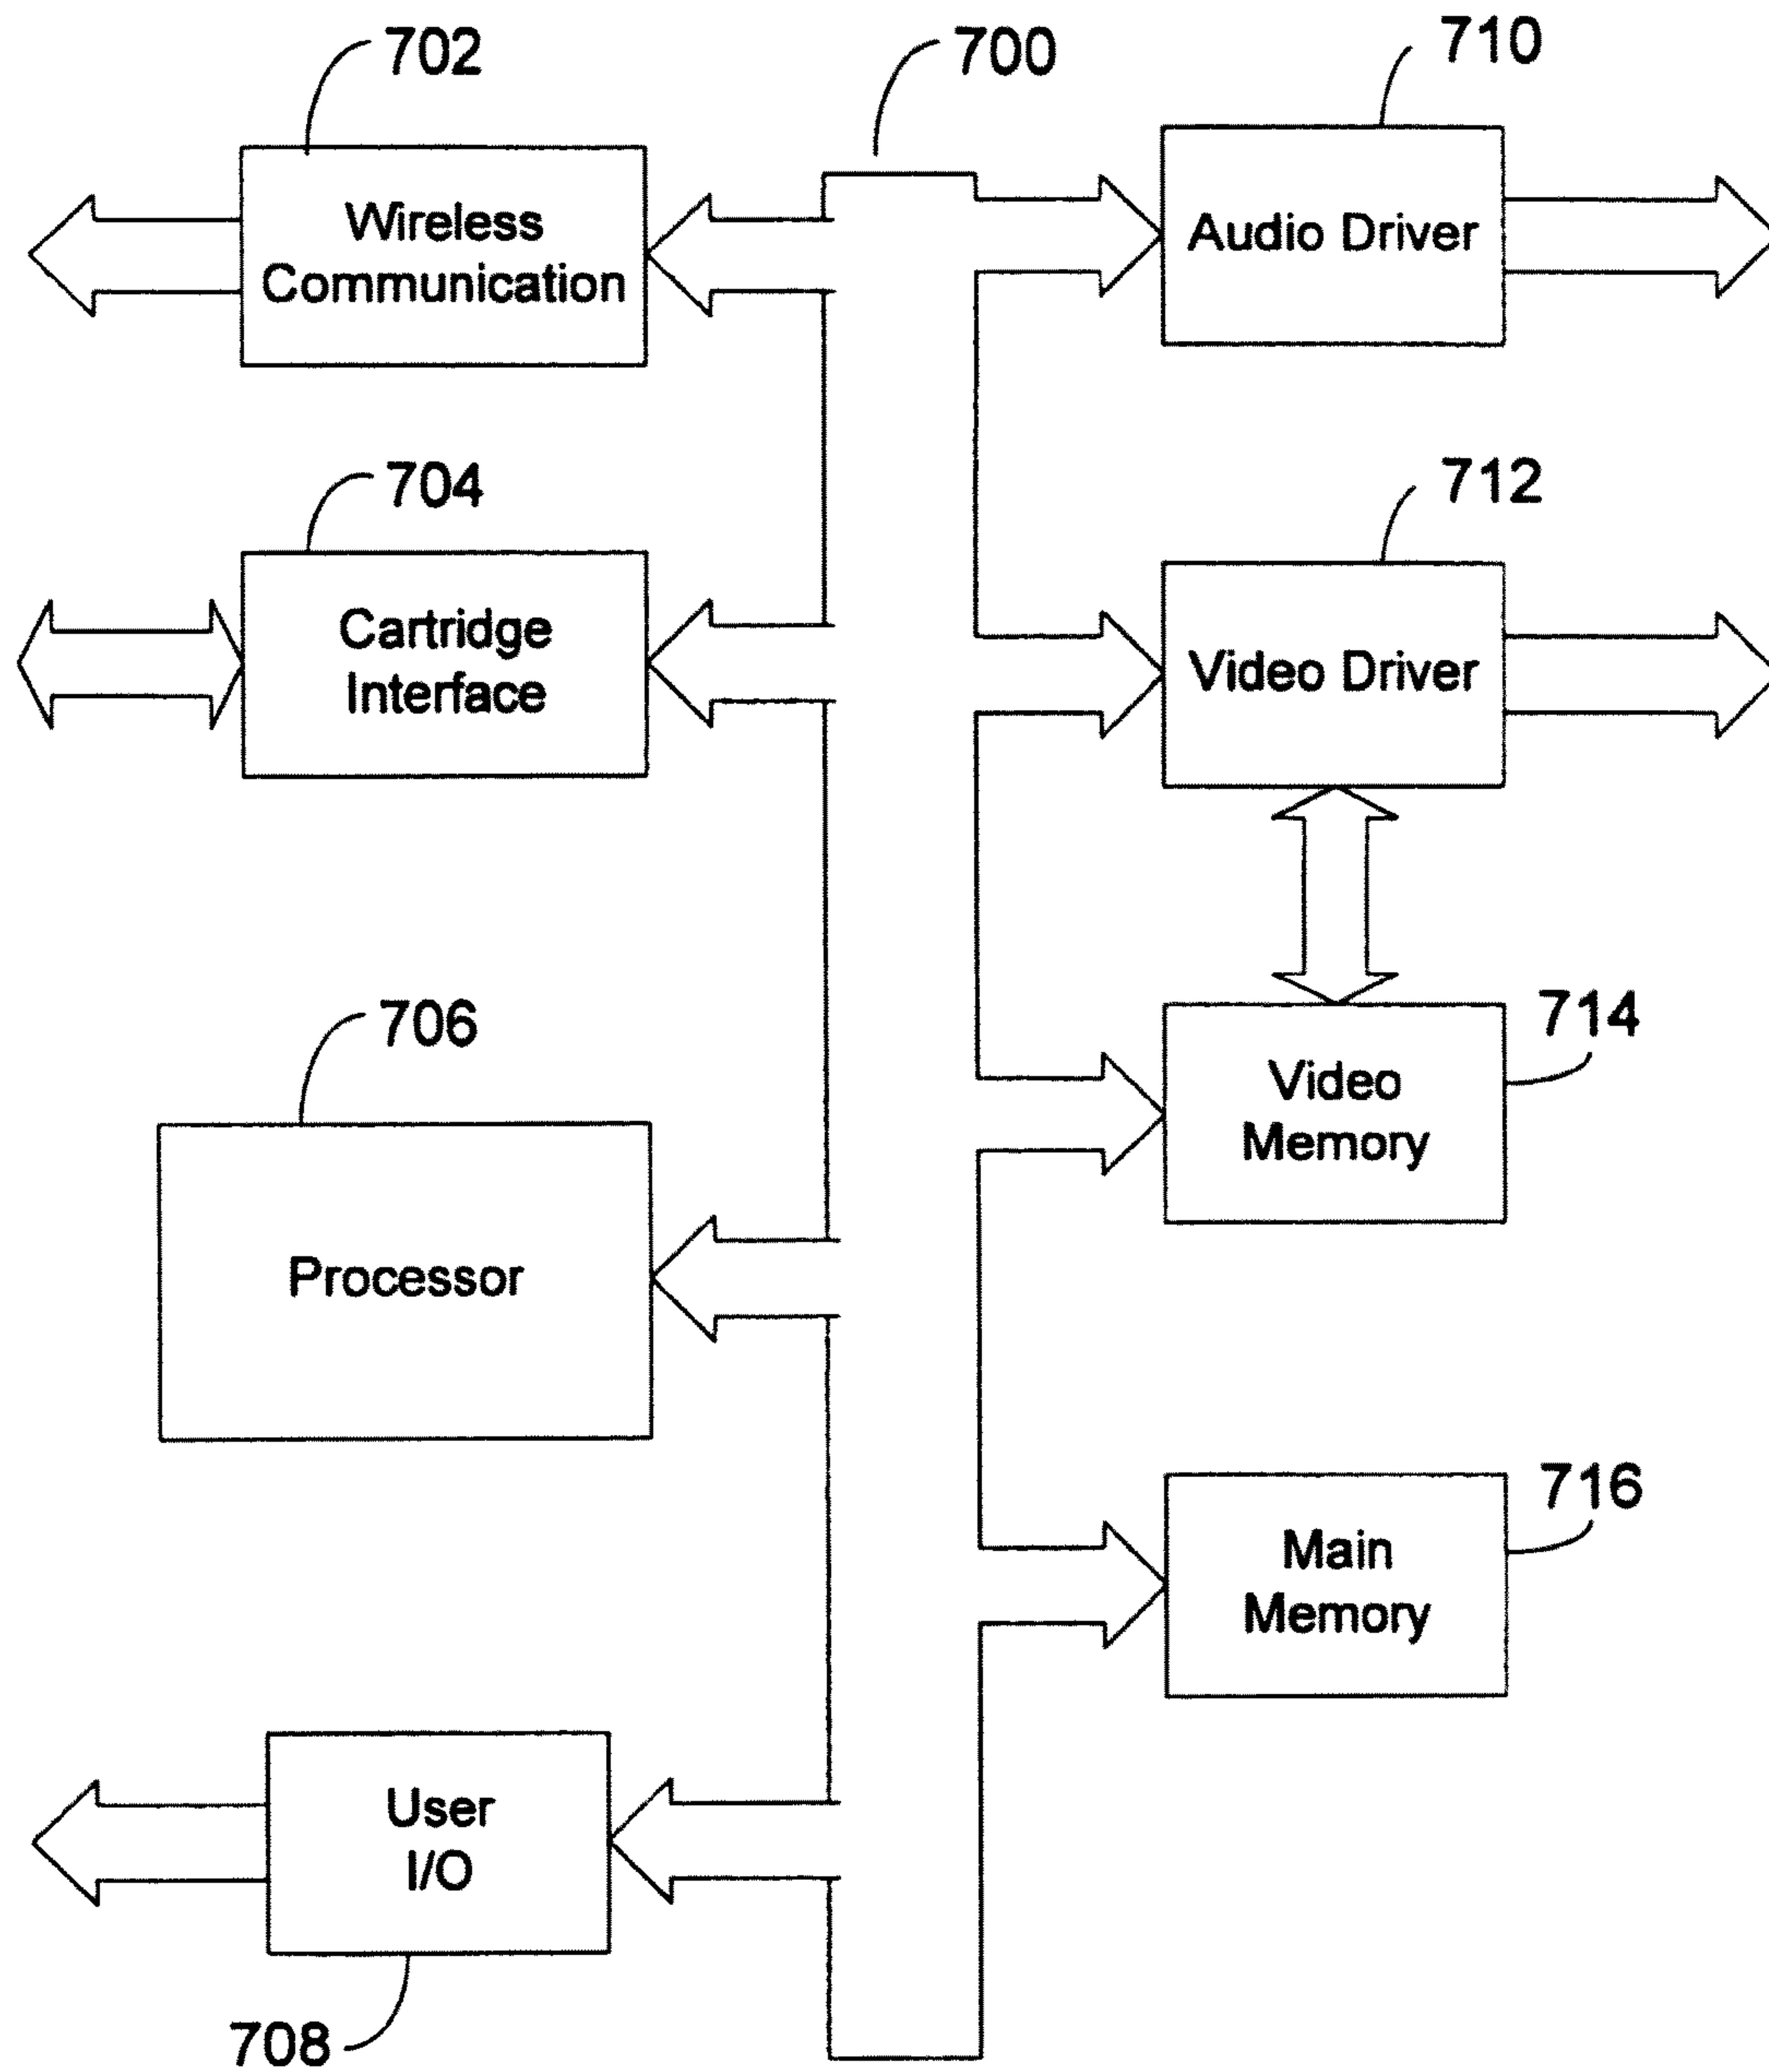 702
700
710
Wireless
Communication
Audio Driver
704
712
Cartridge
Interface
Video Driver
706
714
Video
Memory
Processor
716
Main
Memory
User
I/O
708